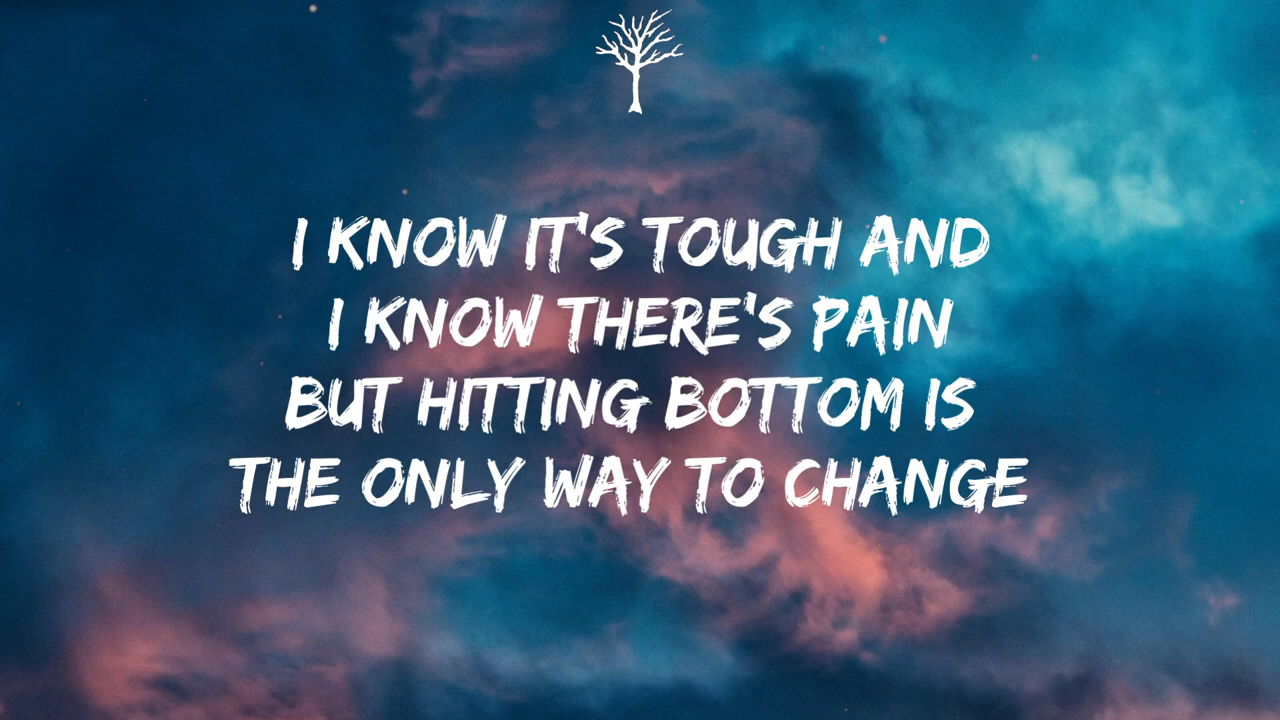 I KNOW IT'S TOUGH AND
I KNOW THERE'S PAIN
BUT HITTING BOTTOM IS
THE ONLY WAY TO CHANGE